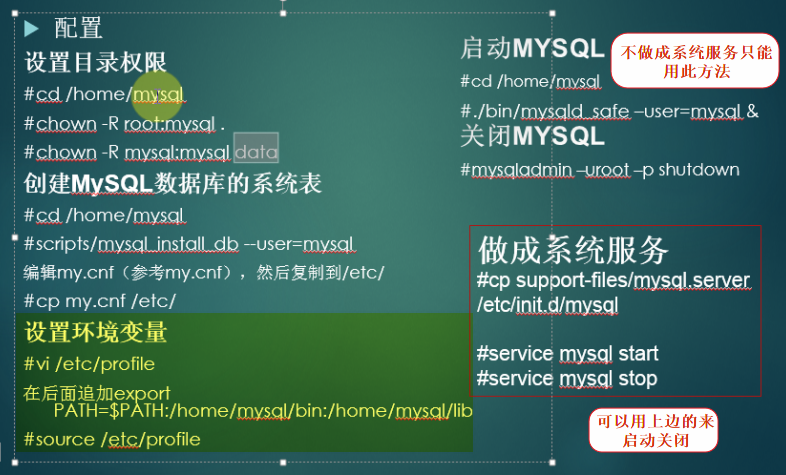 配置
设置目录权限
#cd /home/mysql
#chown -R root:mysql .
#chown -R mysql:mysql data
创建MySQL数据库的系统表
#cd /home/mysql
#scripts/mysql_install_db --user=mysql
编辑my.cnf（参考my.cnf），然后复制到/etc/
#cp my.cnf /etc/
设置环境变量
#vi /etc/profile
在后面追加export
PATH=$PATH:/home/mysql/bin:/home/mysql/lib
#source /etc/profile
启动MYSQL
#cd /home/mysql
#./bin/mysqld_safe –user=mysql &
关闭MYSQL
#mysqladmin –uroot –p shutdown
不做成系统服务只能
用此方法
做成系统服务
#cp support-files/mysql.server
/etc/init.d/mysql
#service mysql start
#service mysql stop
可以用上边的来
启动关闭